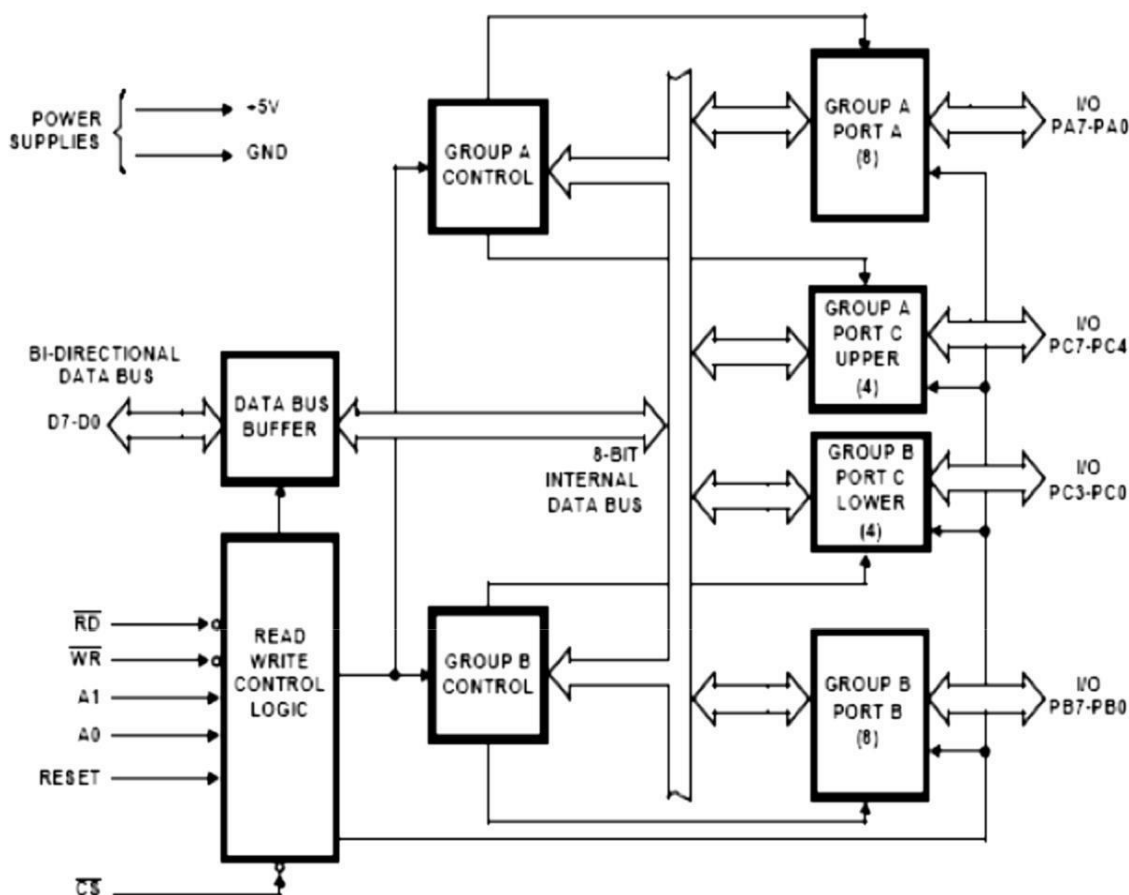 POWER
SUPPLIES
+5V
GND
GROUP A
CONTROL
GROUP A
PORT A
(8)
I/O
PA7-PA0
GROUP A
PORT C
UPPER
(4)
I/O
PC7-PC4
BI-DIRECTIONAL
DATA BUS
D7-D0
DATA BUS
BUFFER
8-BIT
INTERNAL
DATA BUS
GROUP B
PORT C
LOWER
(4)
I/O
PC3-PC0
RD
WR
A1
A0
RESET
CS
READ
WRITE
CONTROL
LOGIC
GROUP B
CONTROL
GROUP B
PORT B
(8)
I/O
PB7-PB0